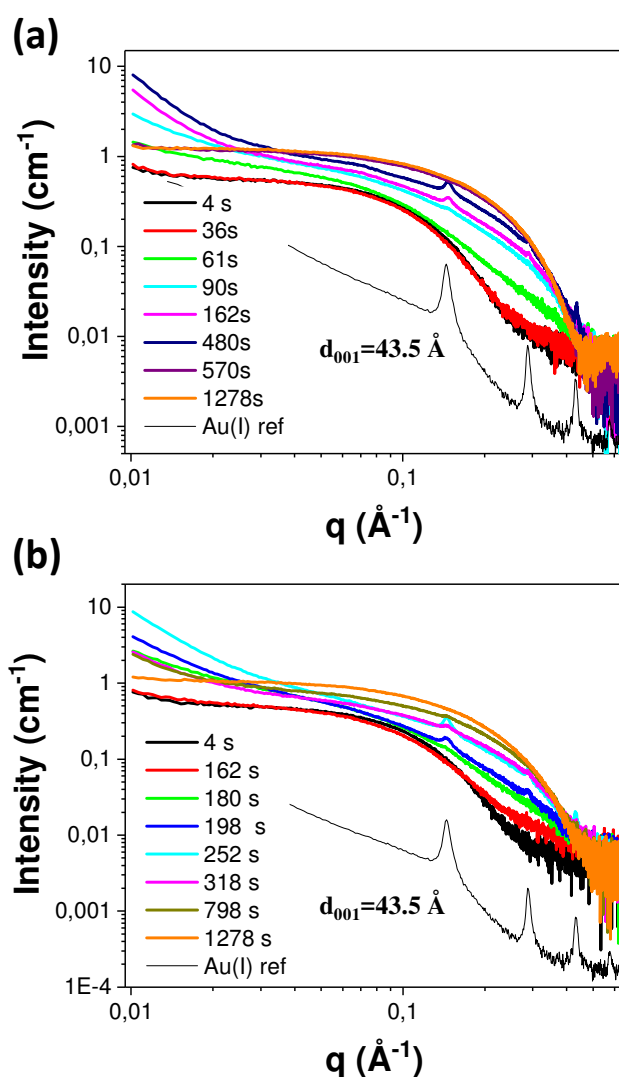 (a)
10
1
0,1
0,01
0,001
Intensity (cm⁻¹)
4 s
36s
61s
90s
162s
480s
570s
1278s
Au(I) ref
d₀₀₁=43.5 Å
0,01
0,1
q (Å⁻¹)
(b)
10
1
0,1
0,01
0,001
1E-4
Intensity (cm⁻¹)
4 s
162 s
180 s
198 s
252 s
318 s
798 s
1278 s
Au(I) ref
d₀₀₁=43.5 Å
0,01
0,1
q (Å⁻¹)